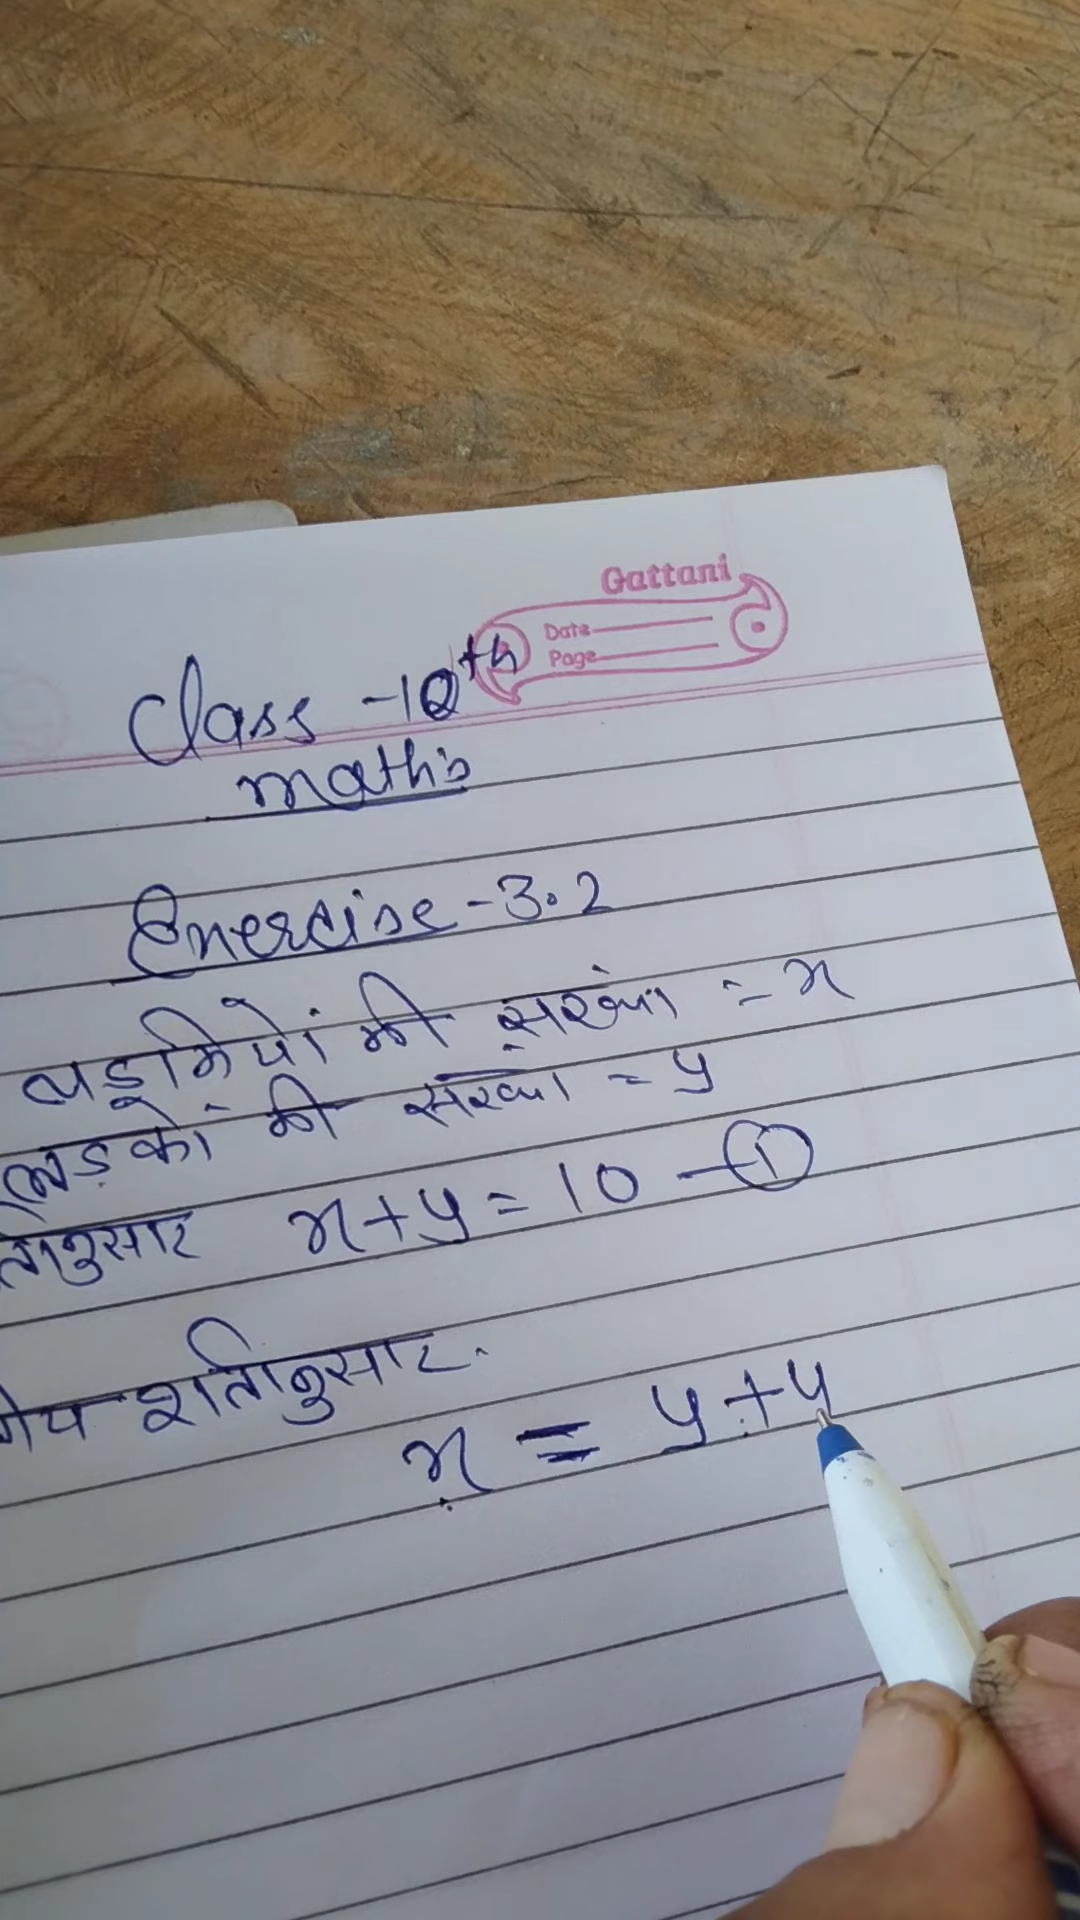 Gattani
Date
Page
Class -10th
maths
Exercise-3.2
लड़कियों की संख्या = x
लड़को की संख्या = y
र्तानुसार x+y=10 —①
शर्तानुसार
x = y+4